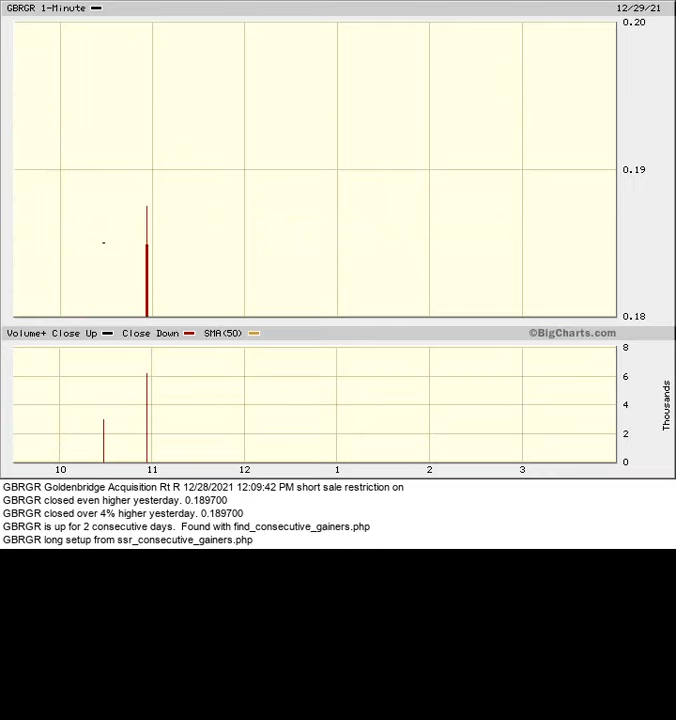 GBRGR 1-Minute 12/29/21
0.20
0.19
0.18
Volume+ Close Up Close Down SMA(50) ©BigCharts.com
8
6
4
2
0
Thousands
10 11 12 1 2 3
GBRGR Goldenbridge Acquisition Rt R 12/28/2021 12:09:42 PM short sale restriction on
GBRGR closed even higher yesterday. 0.189700
GBRGR closed over 4% higher yesterday. 0.189700
GBRGR is up for 2 consecutive days. Found with find_consecutive_gainers.php
GBRGR long setup from ssr_consecutive_gainers.php